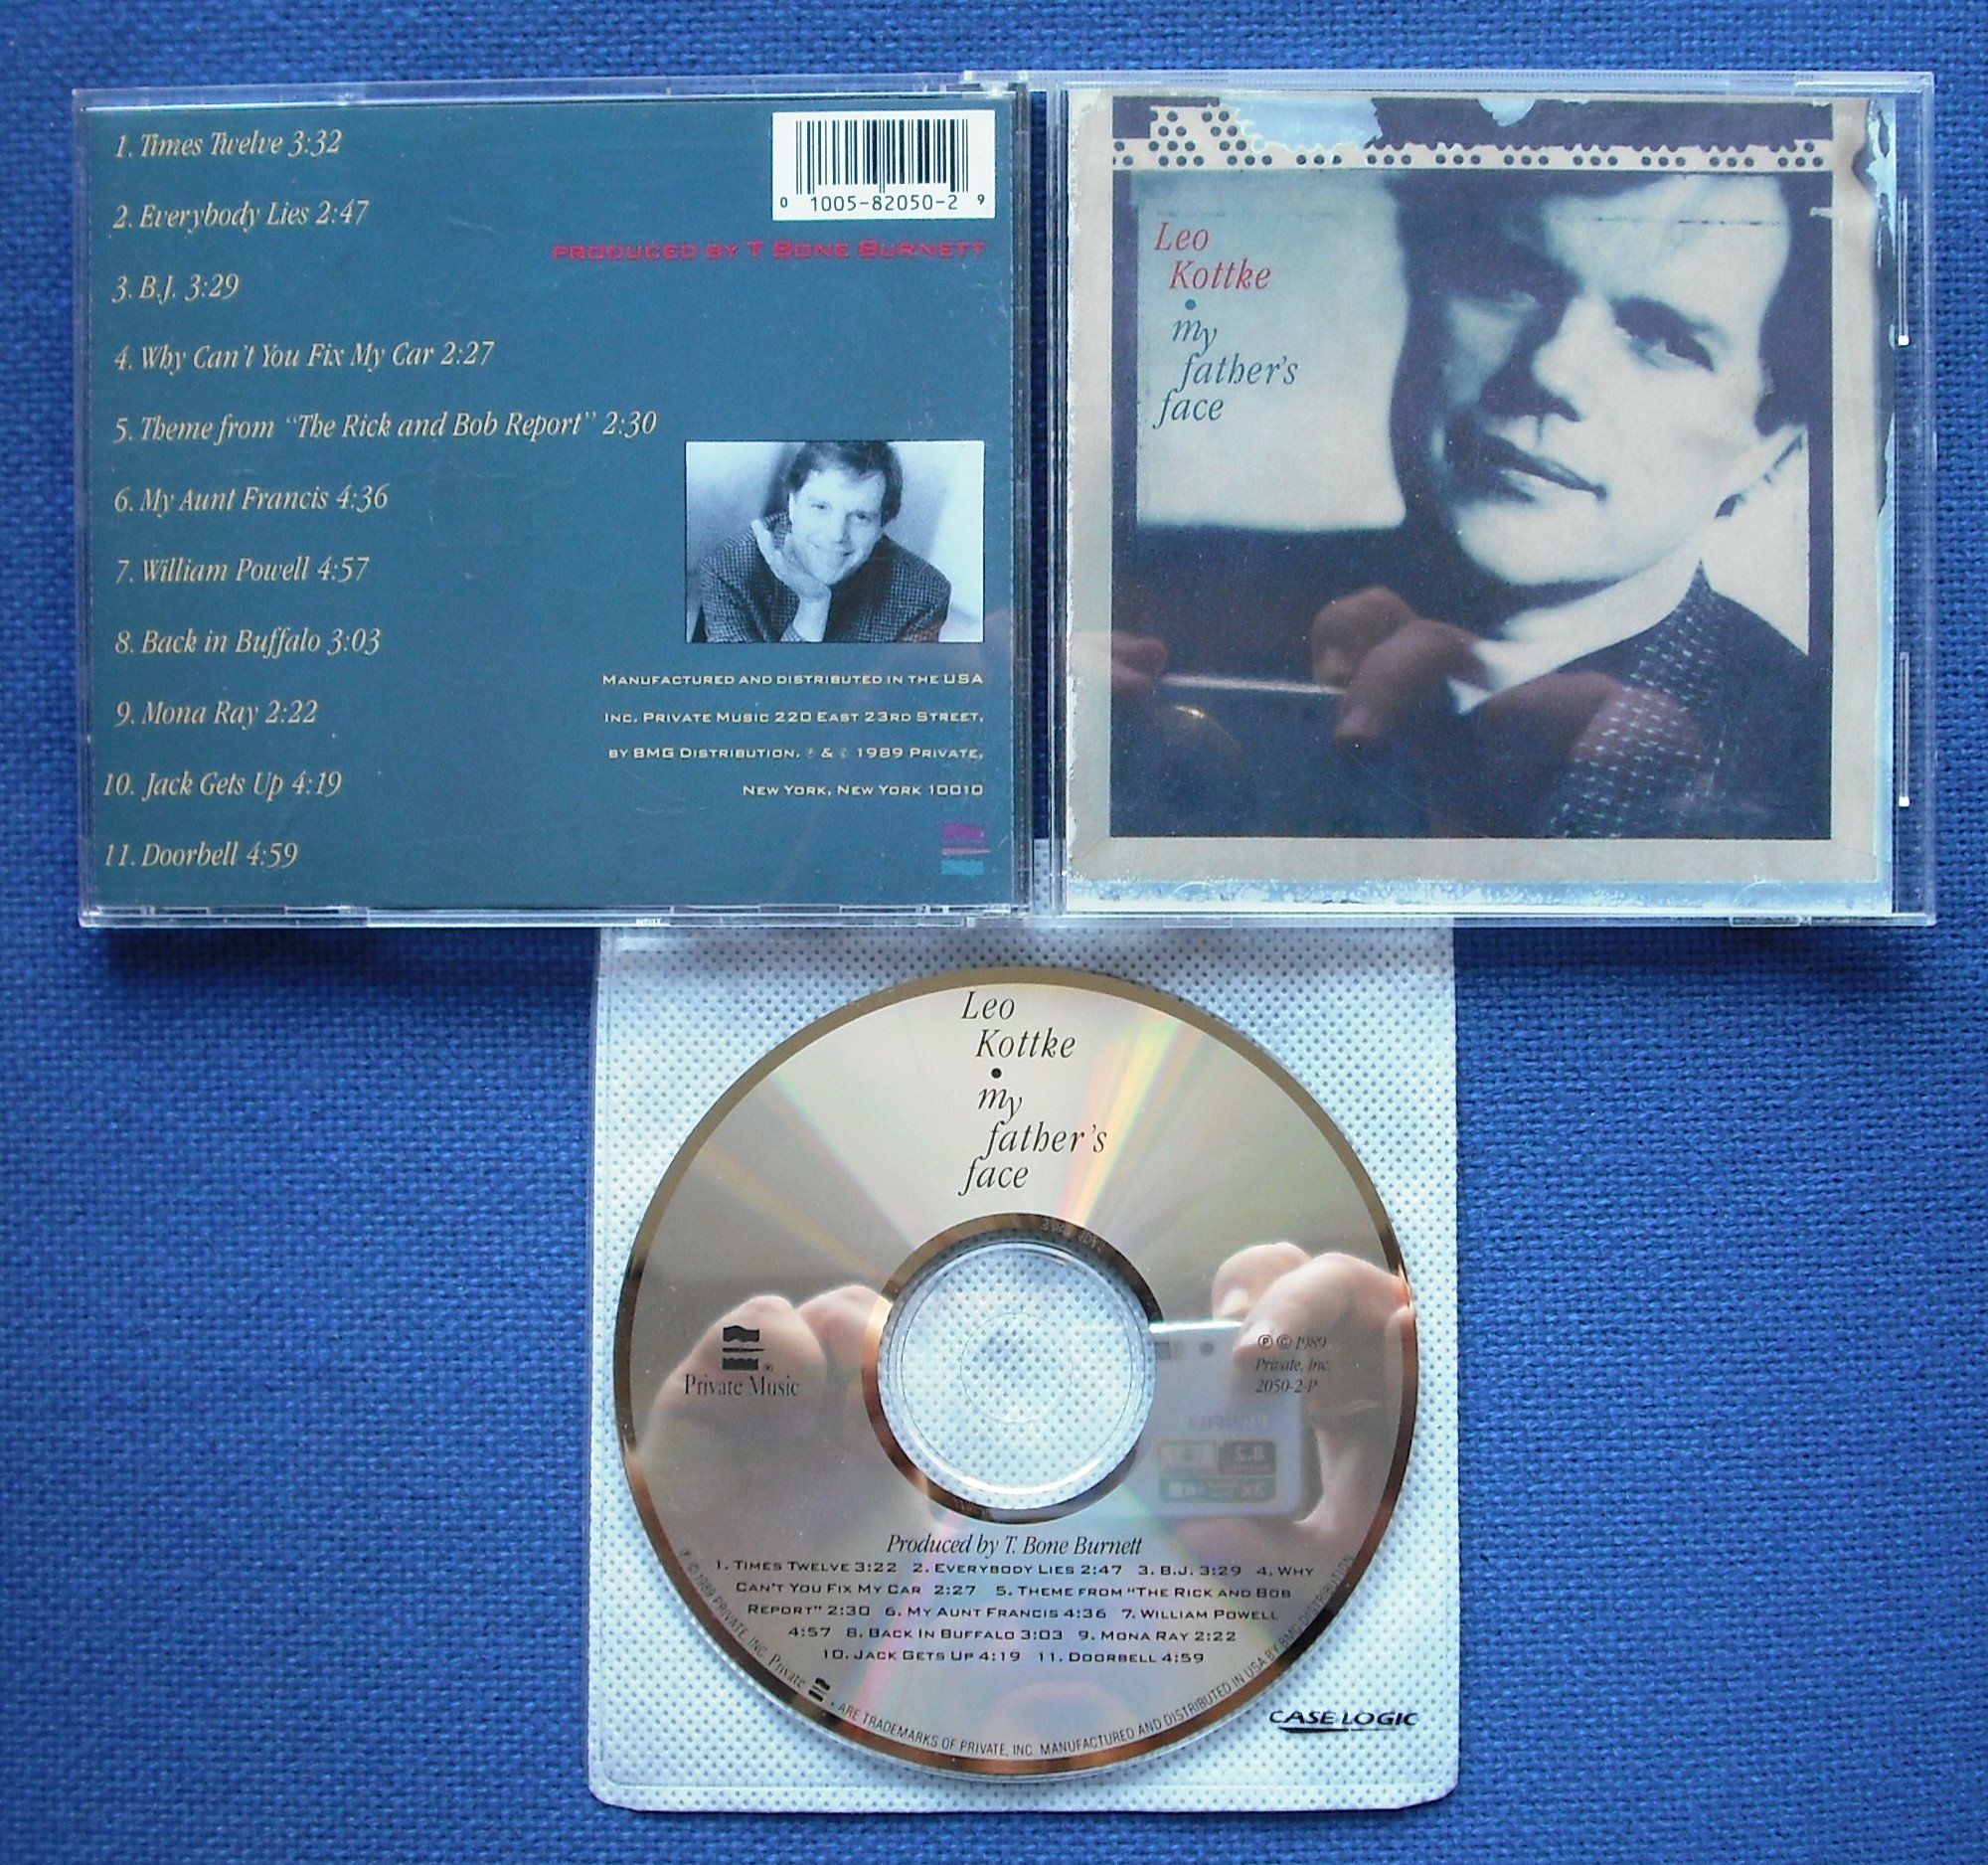 1. Times Twelve 3:32
2. Everybody Lies 2:47
3. B.J. 3:29
4. Why Can't You Fix My Car 2:27
5. Theme from "The Rick and Bob Report" 2:30
6. My Aunt Francis 4:36
7. William Powell 4:57
8. Back in Buffalo 3:03
9. Mona Ray 2:22
10. Jack Gets Up 4:19
11. Doorbell 4:59
0 1005-82050-2 9
PRODUCED BY T BONE BURNETT
MANUFACTURED AND DISTRIBUTED IN THE USA
INC. PRIVATE MUSIC 220 EAST 23RD STREET,
BY BMG DISTRIBUTION. ℗ & © 1989 PRIVATE,
NEW YORK, NEW YORK 10010
Leo
Kottke
•
my
father's
face
Leo
Kottke
•
my
father's
face
Private Music
℗ © 1989
Private, Inc.
2050-2-P
8.2
3x
Produced by T. Bone Burnett
1. TIMES TWELVE 3:22 2. EVERYBODY LIES 2:47 3. B.J. 3:29 4. WHY
CAN'T YOU FIX MY CAR 2:27 5. THEME FROM "THE RICK AND BOB
REPORT" 2:30 6. MY AUNT FRANCIS 4:36 7. WILLIAM POWELL
4:57 8. BACK IN BUFFALO 3:03 9. MONA RAY 2:22
10. JACK GETS UP 4:19 11. DOORBELL 4:59
℗ © 1989 PRIVATE, INC. Private . ARE TRADEMARKS OF PRIVATE, INC. MANUFACTURED AND DISTRIBUTED IN USA BY BMG DISTRIBUTION
CASE LOGIC